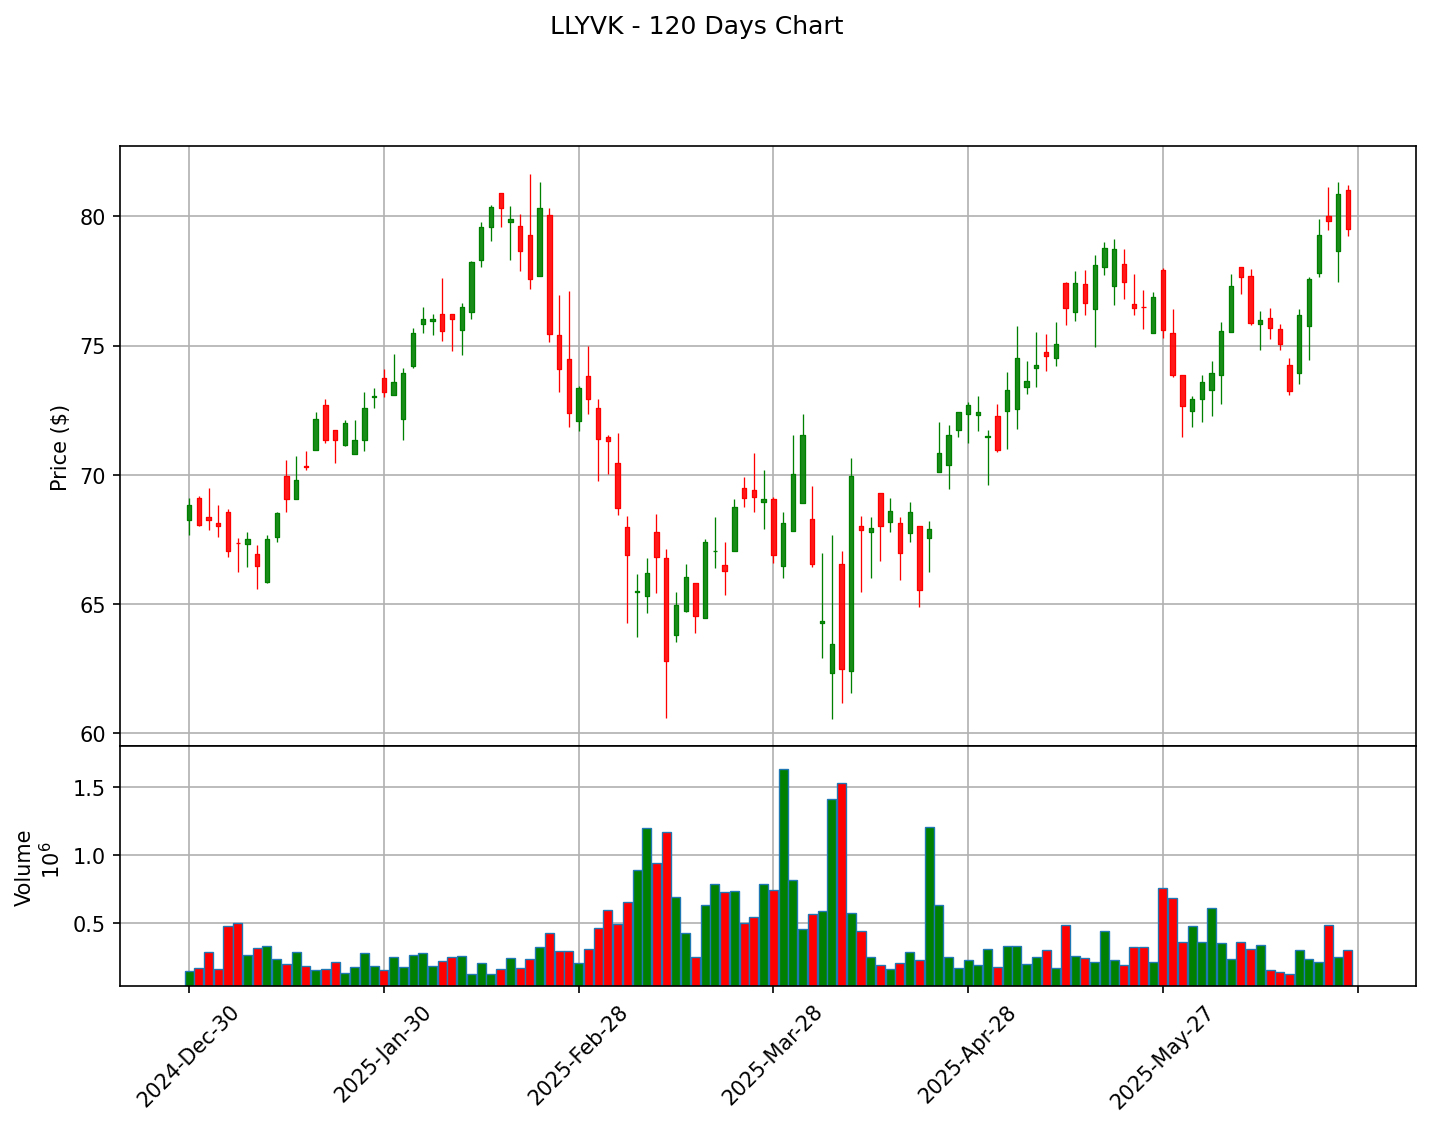 LLYVK - 120 Days Chart
Price ($)
80
75
70
65
60
Volume
10^6
1.5
1.0
0.5
2024-Dec-30
2025-Jan-30
2025-Feb-28
2025-Mar-28
2025-Apr-28
2025-May-27